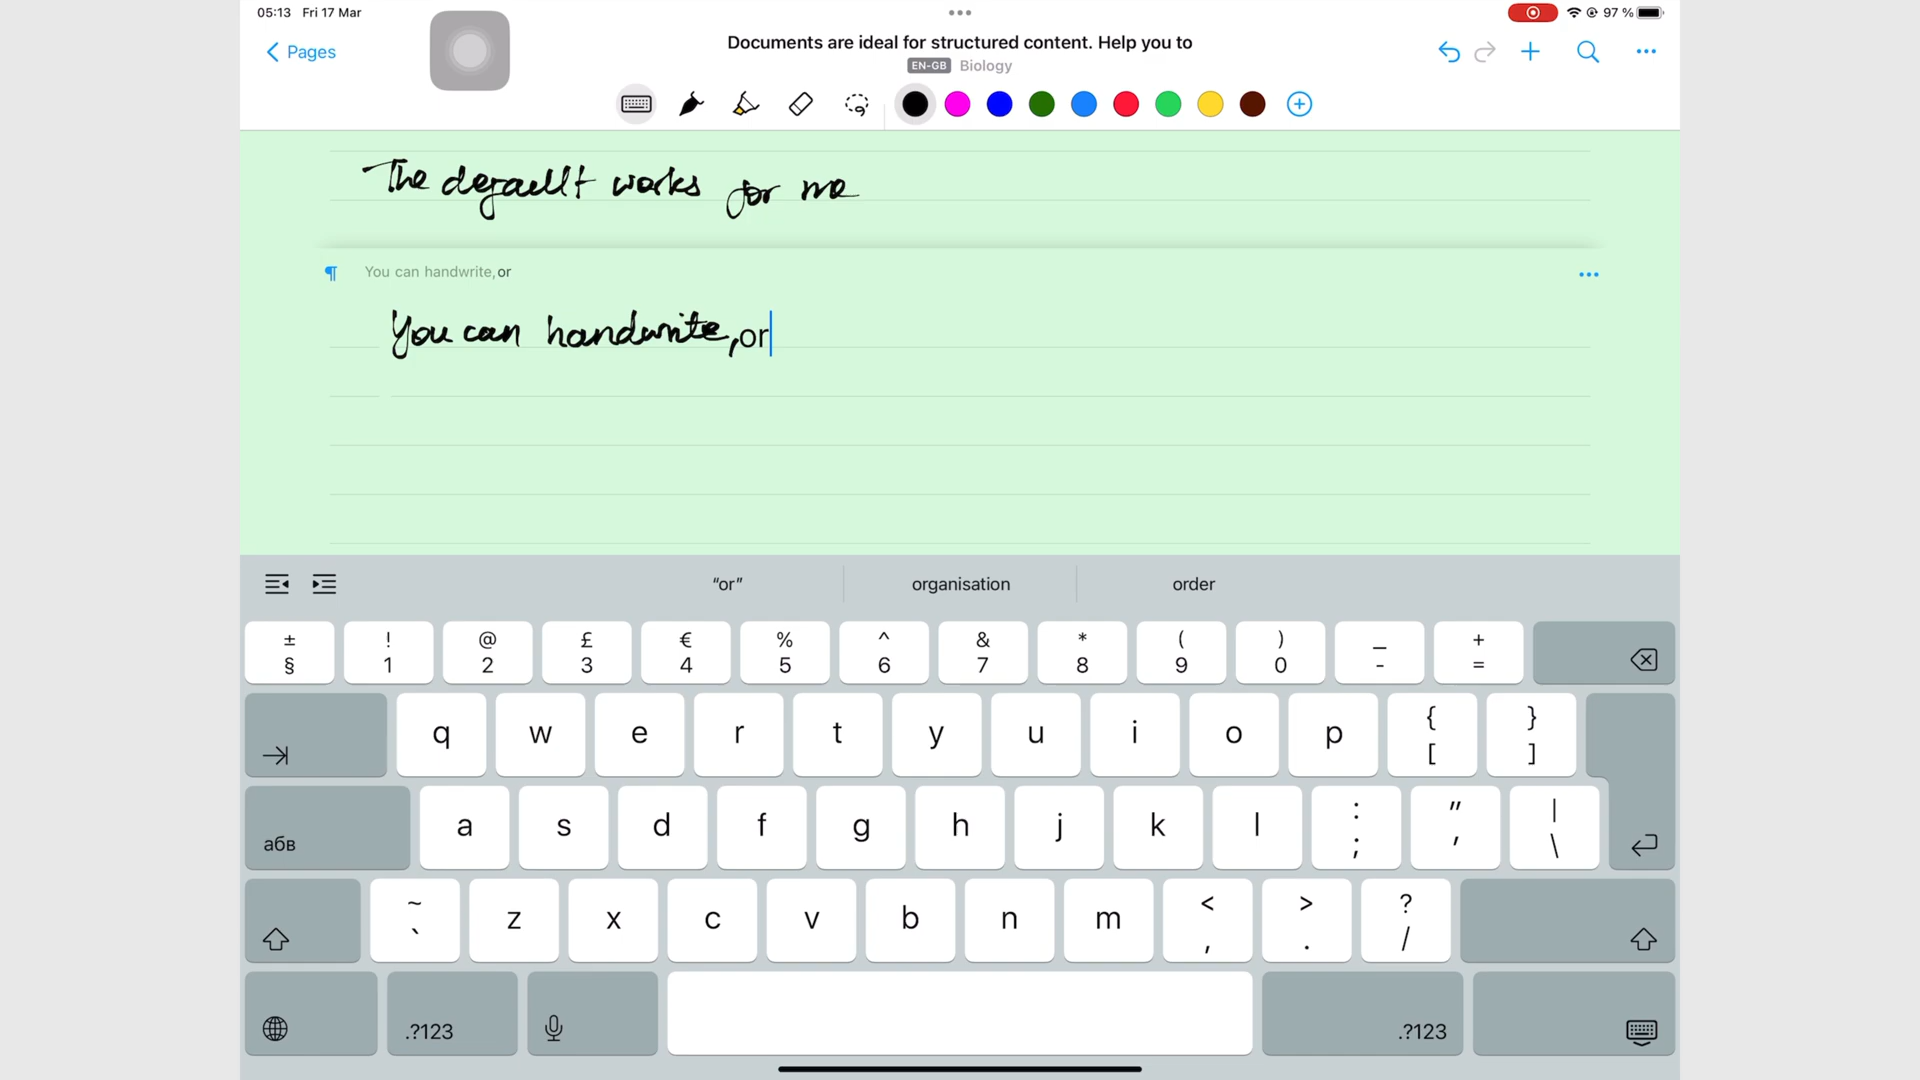 05:13 Fri 17 Mar 97 %
Pages
Documents are ideal for structured content. Help you to
EN-GB Biology
The default works for me
You can handwrite, or
You can handwrite, or
“or” organisation order
± ! @ £ € % ^ & * ( ) _ +
§ 1 2 3 4 5 6 7 8 9 0 - =
q w e r t y u i o p { [ } ]
абв a s d f g h j k l : ; " ' | \
~ ` z x c v b n m < , > . ? /
.?123 .?123